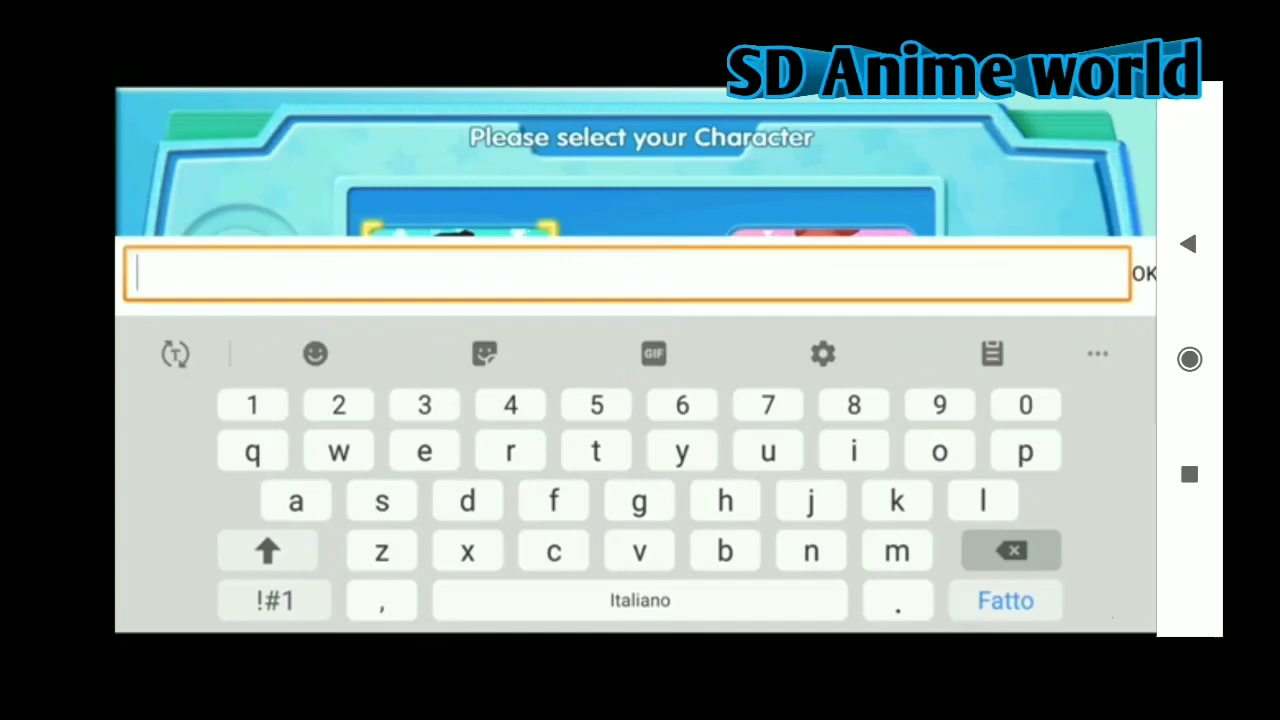 SD Anime world
Please select your Character
OK
GIF
1 2 3 4 5 6 7 8 9 0
q w e r t y u i o p
a s d f g h j k l
z x c v b n m
!#1 , Italiano . Fatto